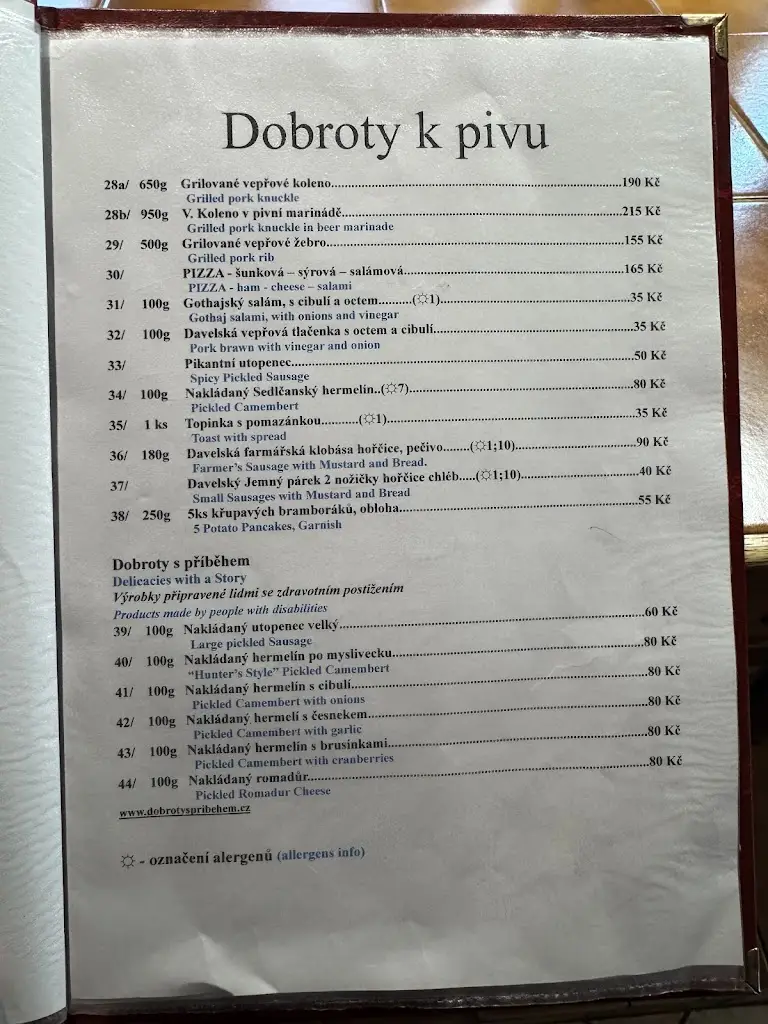 Dobroty k pivu
28a/ 650g Grilované vepřové koleno....................190 Kč
Grilled pork knuckle
28b/ 950g V. Koleno v pivní marinádě....................215 Kč
Grilled pork knuckle in beer marinade
29/ 500g Grilované vepřové žebro....................155 Kč
Grilled pork rib
30/ PIZZA - šunková – sýrová – salámová....................165 Kč
PIZZA - ham - cheese – salami
31/ 100g Gothajský salám, s cibulí a octem.........(☼1)....................35 Kč
Gothaj salami, with onions and vinegar
32/ 100g Davelská vepřová tlačenka s octem a cibulí....................35 Kč
Pork brawn with vinegar and onion
33/ Pikantní utopenec....................50 Kč
Spicy Pickled Sausage
34/ 100g Nakládaný Sedlčanský hermelín..(☼7)....................80 Kč
Pickled Camembert
35/ 1 ks Topinka s pomazánkou..........(☼1)....................35 Kč
Toast with spread
36/ 180g Davelská farmářská klobása hořčice, pečivo.......(☼1;10)....................90 Kč
Farmer's Sausage with Mustard and Bread.
37/ Davelský Jemný párek 2 nožičky hořčice chléb.....(☼1;10)....................40 Kč
Small Sausages with Mustard and Bread
38/ 250g 5ks křupavých bramboráků, obloha....................55 Kč
5 Potato Pancakes, Garnish
Dobroty s příběhem
Delicacies with a Story
Výrobky připravené lidmi se zdravotním postižením
Products made by people with disabilities
39/ 100g Nakládaný utopenec velký....................60 Kč
Large pickled Sausage
40/ 100g Nakládaný hermelín po myslivecku....................80 Kč
“Hunter's Style” Pickled Camembert
41/ 100g Nakládaný hermelín s cibulí....................80 Kč
Pickled Camembert with onions
42/ 100g Nakládaný hermelí s česnekem....................80 Kč
Pickled Camembert with garlic
43/ 100g Nakládaný hermelín s brusinkami....................80 Kč
Pickled Camembert with cranberries
44/ 100g Nakládaný romadúr....................80 Kč
Pickled Romadur Cheese
www.dobrotyspribehem.cz
☼ - označení alergenů (allergens info)